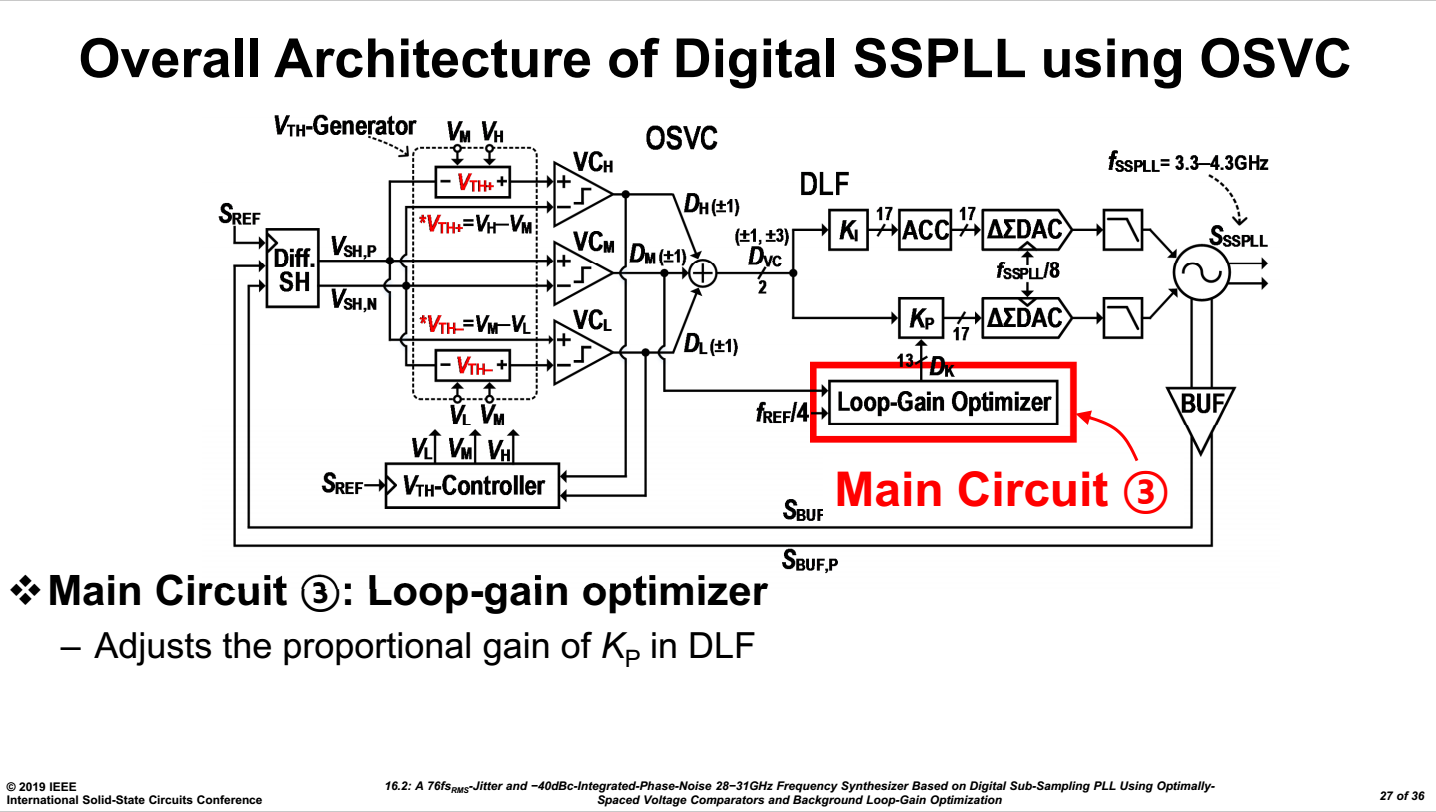 Overall Architecture of Digital SSPLL using OSVC
VTH-Generator
VM VH
OSVC
− VTH+ +
VCH
DLF
fSSPLL= 3.3–4.3GHz
DH(±1)
SREF
*VTH+=VH–VM
KI
17
ACC
17
ΔΣDAC
VSH,P
VCM
DM(±1)
(±1, ±3)
DVC
2
SSSPLL
Diff.
SH
fSSPLL/8
VSH,N
*VTH–=VM–VL
VCL
KP
17
ΔΣDAC
DL(±1)
− VTH– +
13
DK
VL VM
fREF/4
Loop-Gain Optimizer
BUF
VL VM VH
SREF
VTH-Controller
Main Circuit ③
SBUF
SBUF,P
❖ Main Circuit ③: Loop-gain optimizer
– Adjusts the proportional gain of KP in DLF
© 2019 IEEE
International Solid-State Circuits Conference
16.2: A 76fsRMS-Jitter and −40dBc-Integrated-Phase-Noise 28−31GHz Frequency Synthesizer Based on Digital Sub-Sampling PLL Using Optimally-
Spaced Voltage Comparators and Background Loop-Gain Optimization
27 of 36